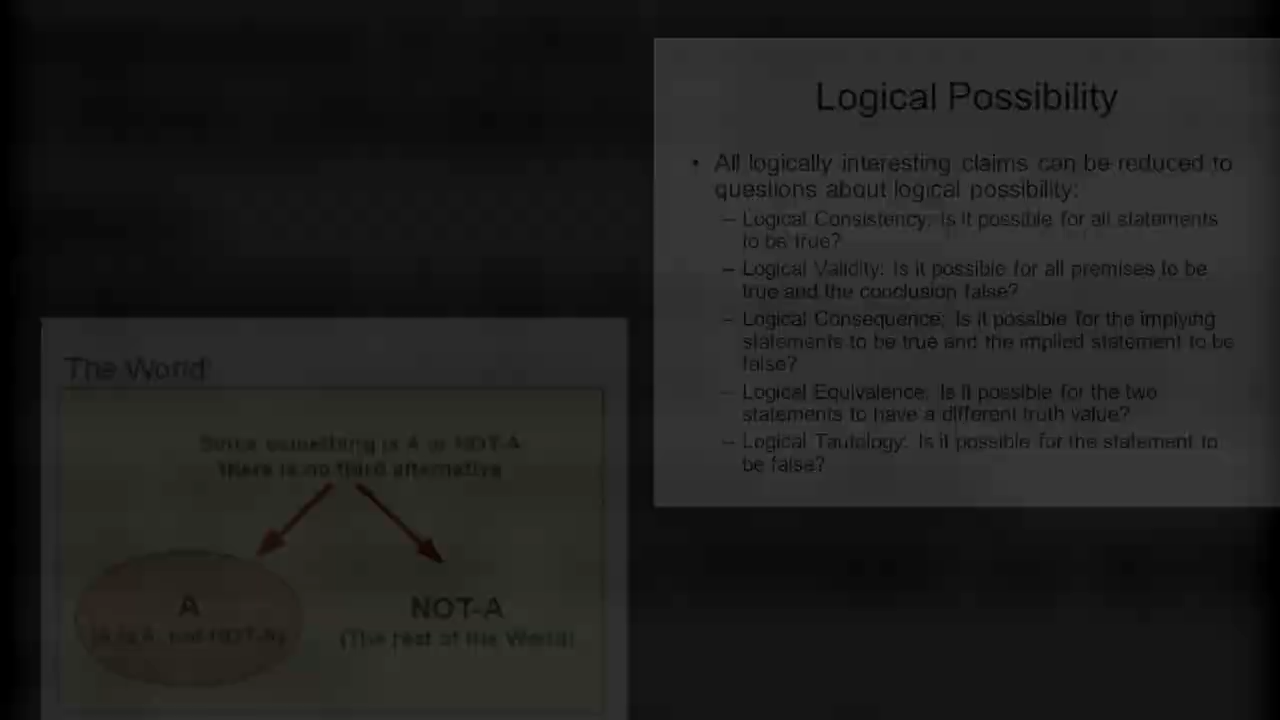 Logical Possibility
• All logically interesting claims can be reduced to
questions about logical possibility:
– Logical Consistency: Is it possible for all statements
to be true?
– Logical Validity: Is it possible for all premises to be
true and the conclusion false?
– Logical Consequence: Is it possible for the implying
statements to be true and the implied statement to be
false?
– Logical Equivalence: Is it possible for the two
statements to have a different truth value?
– Logical Tautology: Is it possible for the statement to
be false?
The World
Since something is A or NOT-A
there is no third alternative
A
(A is A, not NOT-A)
NOT-A
(The rest of the World)